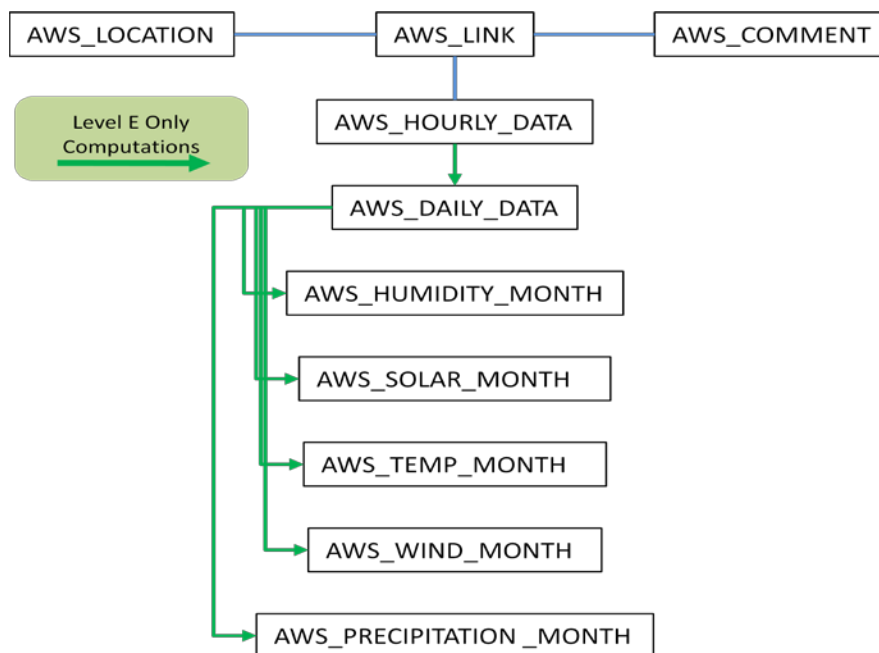 AWS_LOCATION
AWS_LINK
AWS_COMMENT
Level E Only
Computations
AWS_HOURLY_DATA
AWS_DAILY_DATA
AWS_HUMIDITY_MONTH
AWS_SOLAR_MONTH
AWS_TEMP_MONTH
AWS_WIND_MONTH
AWS_PRECIPITATION _MONTH